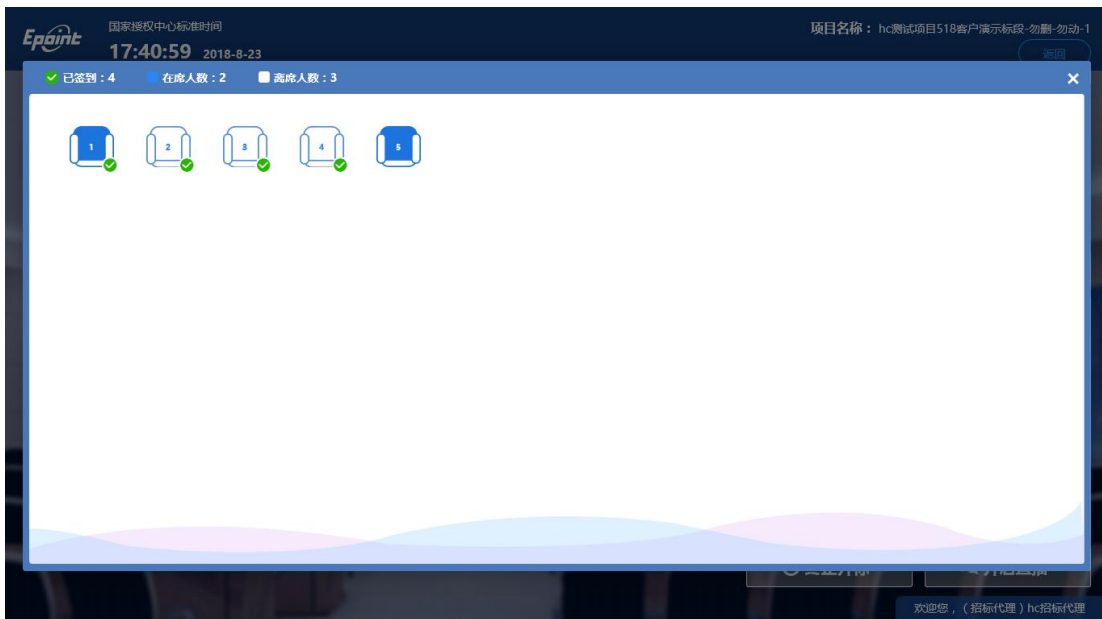 Epoint
国家授权中心标准时间
17:40:59 2018-8-23
项目名称： hc测试项目518客户演示标段-勿删-勿动-1
返回
已签到：4 在席人数：2 离席人数：3
1 2 3 4 5
欢迎您，（招标代理）hc招标代理